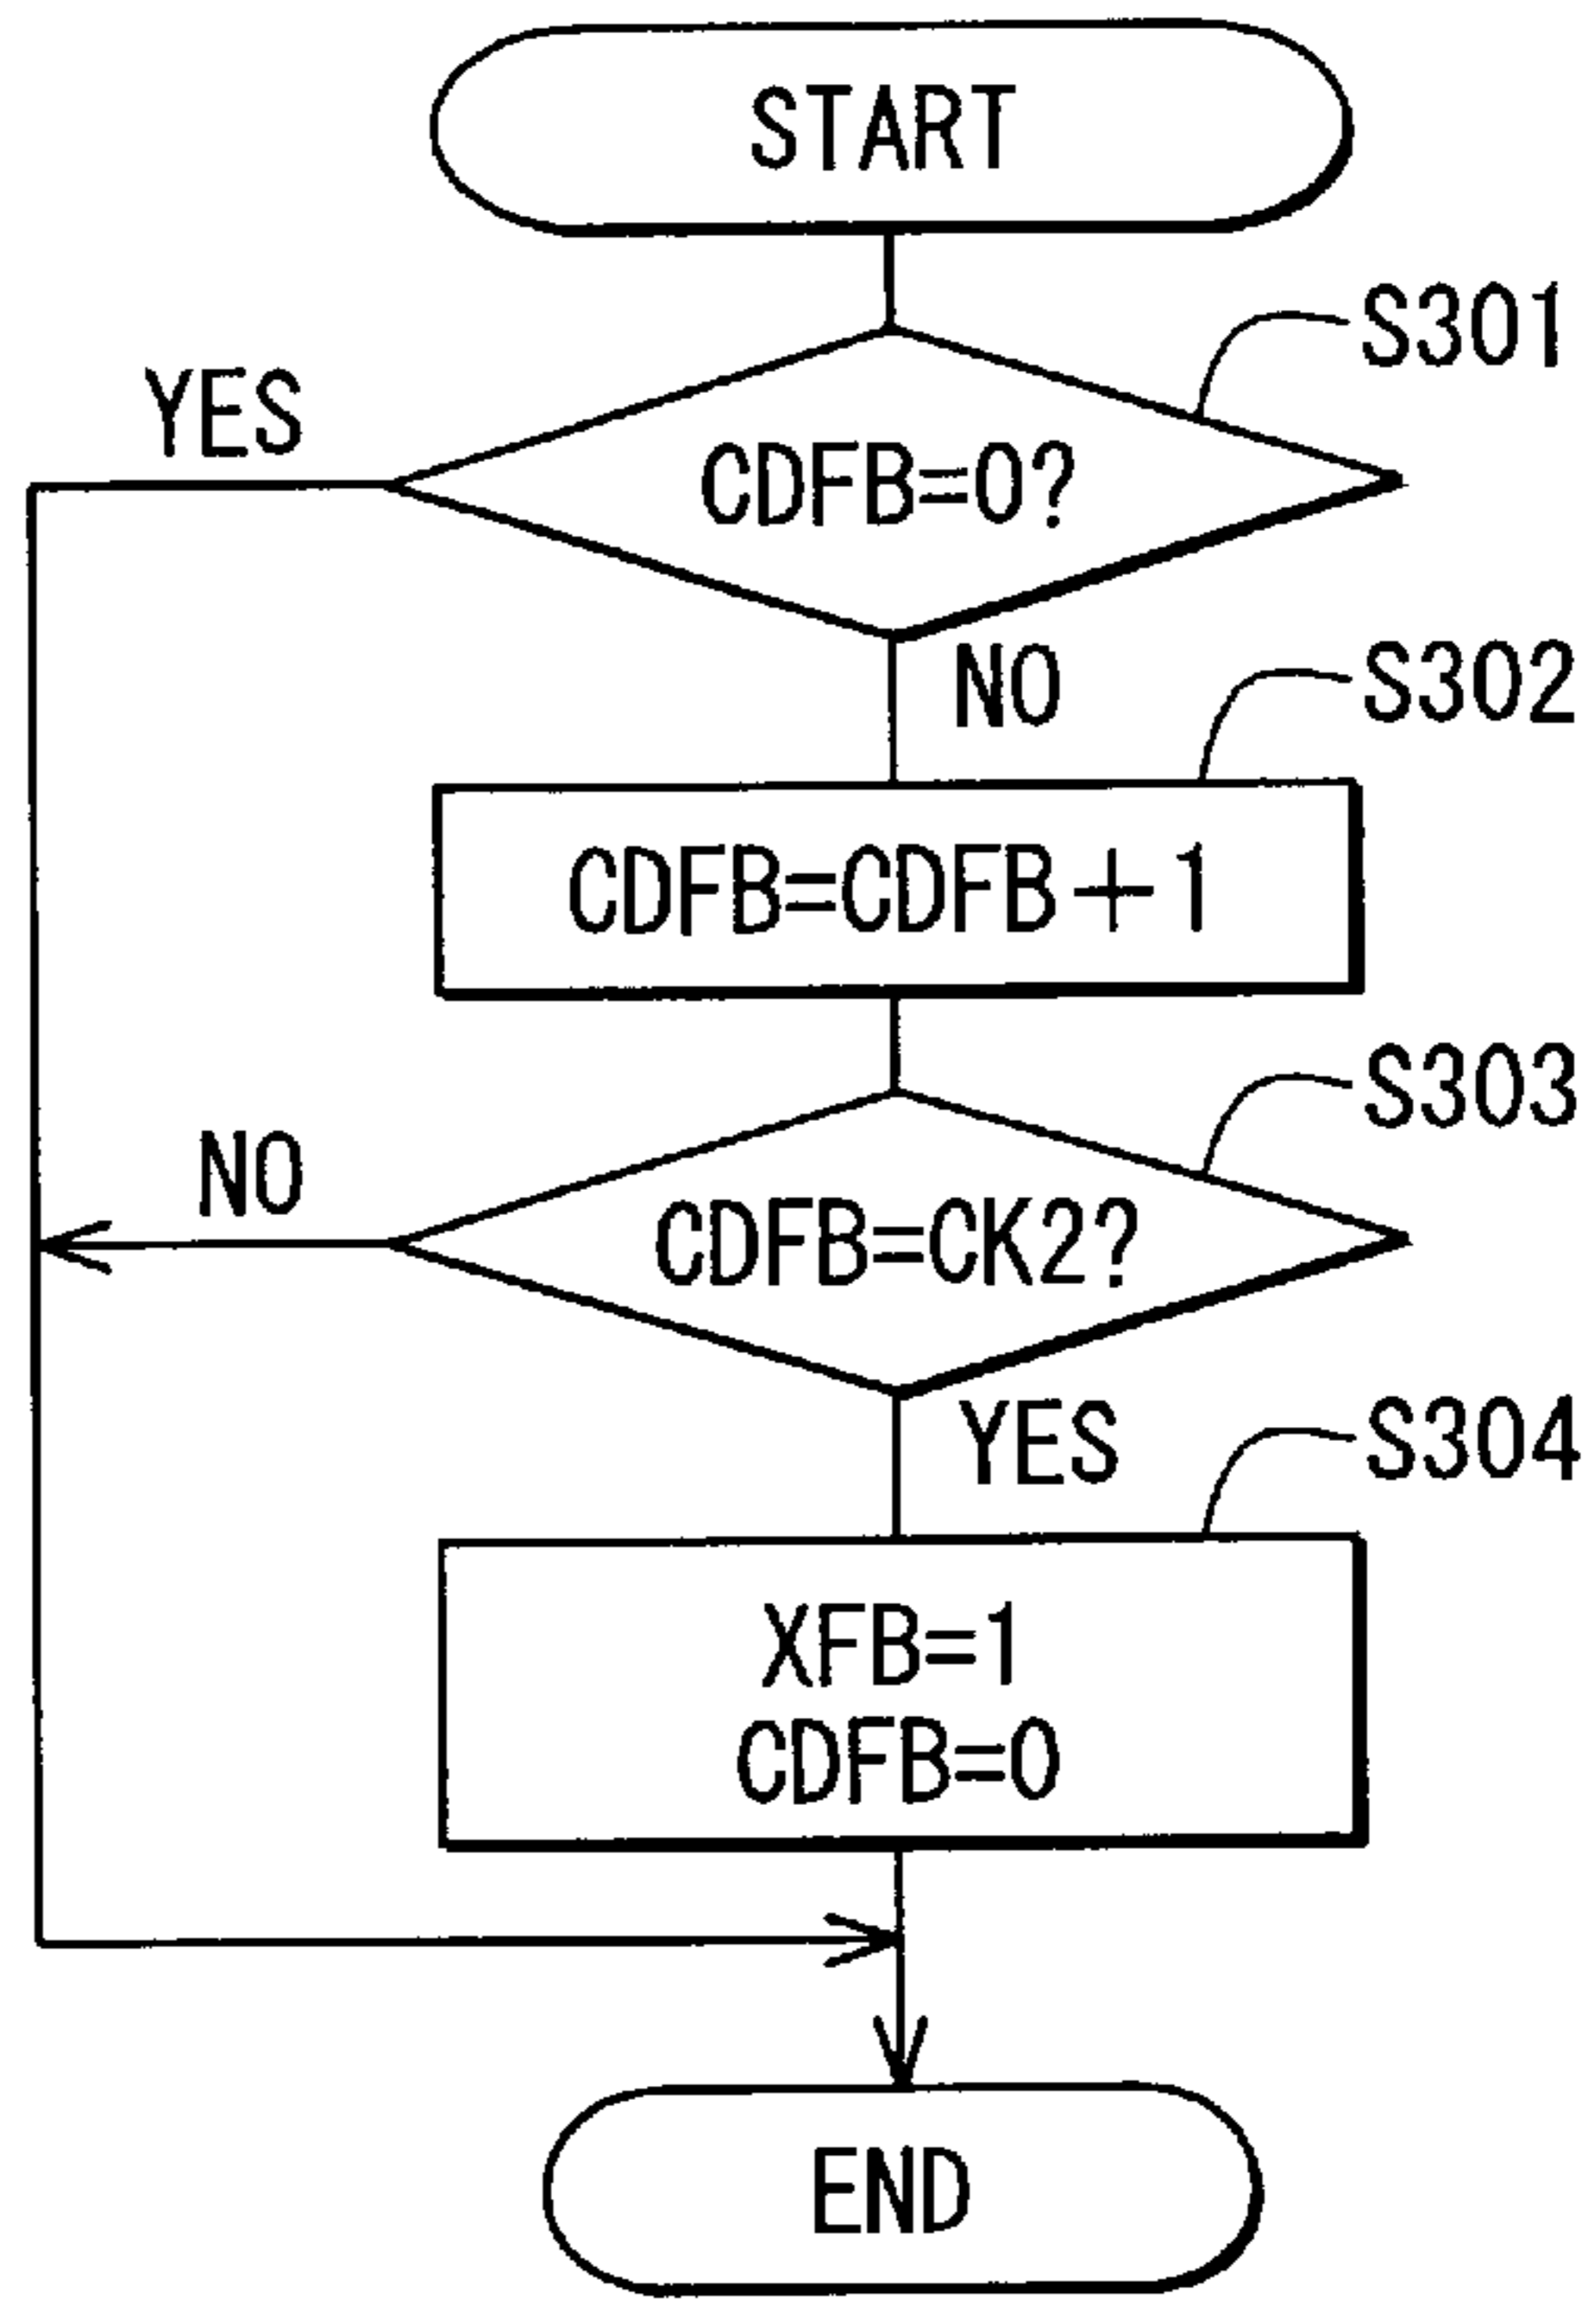 START
S301
YES
CDFB=0?
NO
S302
CDFB=CDFB+1
S303
NO
CDFB=CK2?
YES
S304
XFB=1
CDFB=0
END